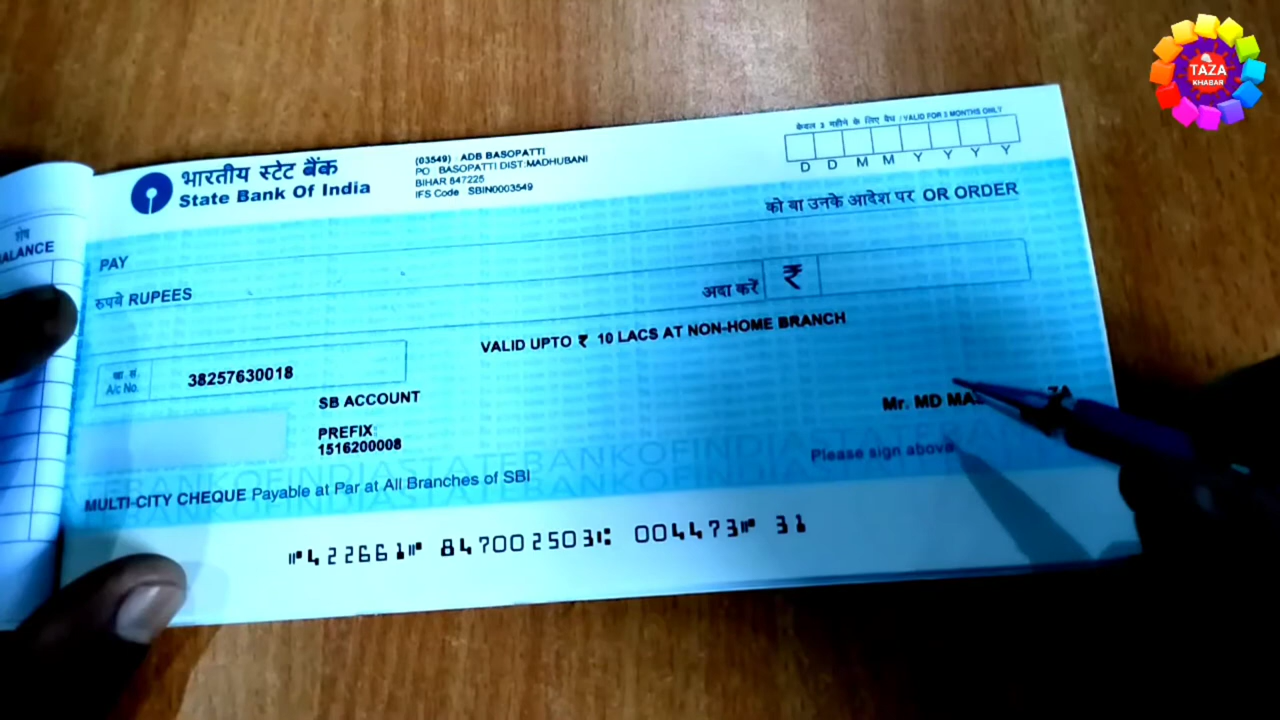 TAZA
KHABAR
केवल 3 महीने के लिए वैध / VALID FOR 3 MONTHS ONLY
D D M M Y Y Y Y
भारतीय स्टेट बैंक
State Bank Of India
(03549) ADB BASOPATTI
PO BASOPATTI DIST:MADHUBANI
BIHAR 847225
IFS Code SBIN0003549
शेष
ALANCE
PAY
को या उनके आदेश पर OR ORDER
रुपये RUPEES
अदा करें ₹
VALID UPTO ₹ 10 LACS AT NON-HOME BRANCH
खा. सं.
A/c No.
38257630018
SB ACCOUNT
PREFIX:
1516200008
Mr. MD
Please sign above
MULTI-CITY CHEQUE Payable at Par at All Branches of SBI
⑈422661⑈ 847002503⑆ 004473⑈ 31